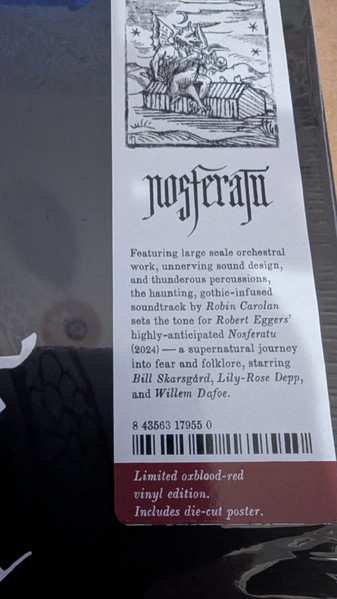 nosferatu
Featuring large scale orchestral
work, unnerving sound design,
and thunderous percussions,
the haunting, gothic-infused
soundtrack by Robin Carolan
sets the tone for Robert Eggers'
highly-anticipated Nosferatu
(2024) — a supernatural journey
into fear and folklore, starring
Bill Skarsgård, Lily-Rose Depp,
and Willem Dafoe.
8 43563 17955 0
Limited oxblood-red
vinyl edition.
Includes die-cut poster.